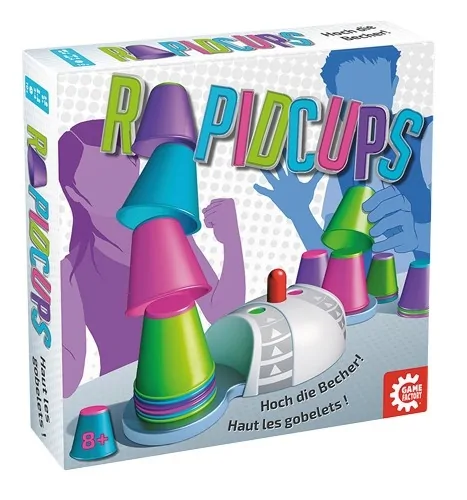 Hoch die Becher!
RAPIDCUPS
Hoch die Becher!
Haut les gobelets !
GAME FACTORY
RAPIDCUPS
Haut les gobelets !
8+